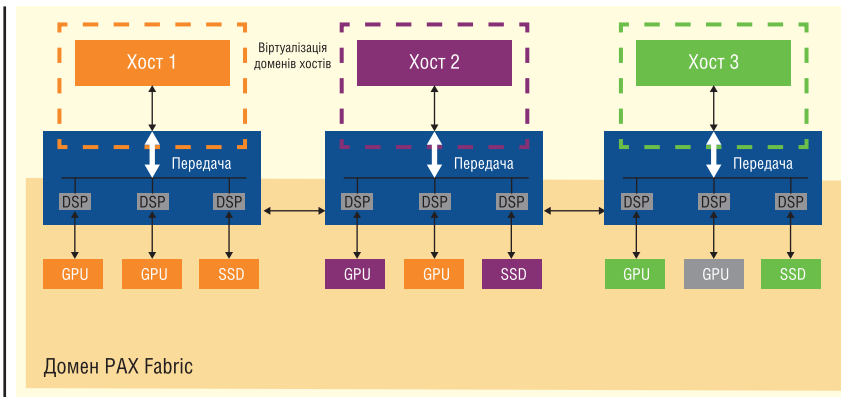 Хост 1
Віртуалізація
доменів хостів
Хост 2
Хост 3
Передача
Передача
Передача
DSP DSP DSP
DSP DSP DSP
DSP DSP DSP
GPU GPU SSD
GPU GPU SSD
GPU GPU SSD
Домен PAX Fabric